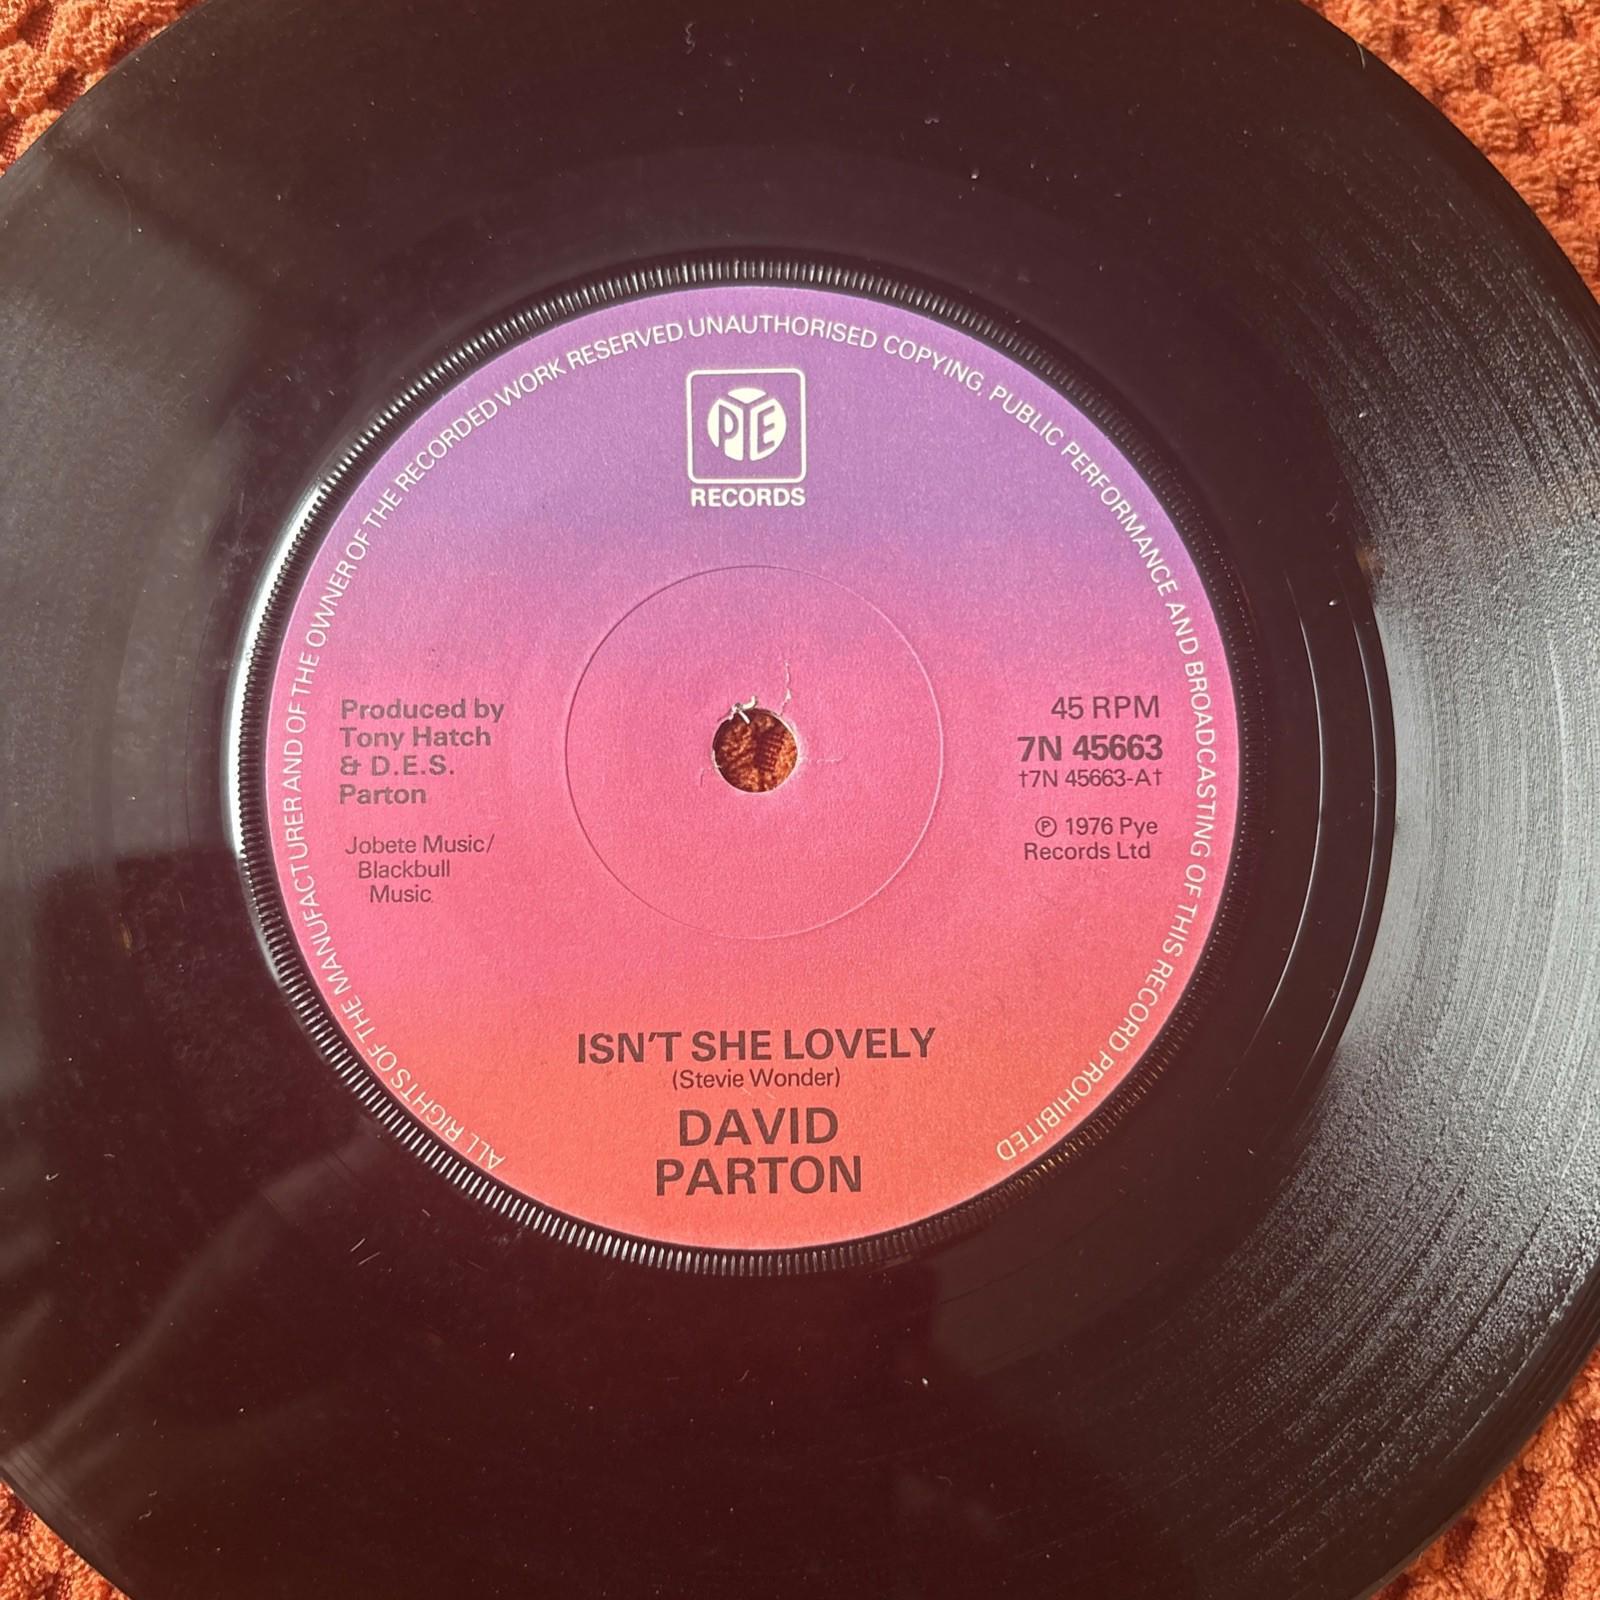 ALL RIGHTS OF THE MANUFACTURER AND OF THE OWNER OF THE RECORDED WORK RESERVED. UNAUTHORISED COPYING, PUBLIC PERFORMANCE AND BROADCASTING OF THIS RECORD PROHIBITED
PYE
RECORDS
Produced by
Tony Hatch
& D.E.S.
Parton
Jobete Music/
Blackbull
Music
45 RPM
7N 45663
†7N 45663-A†
℗ 1976 Pye
Records Ltd
ISN'T SHE LOVELY
(Stevie Wonder)
DAVID
PARTON